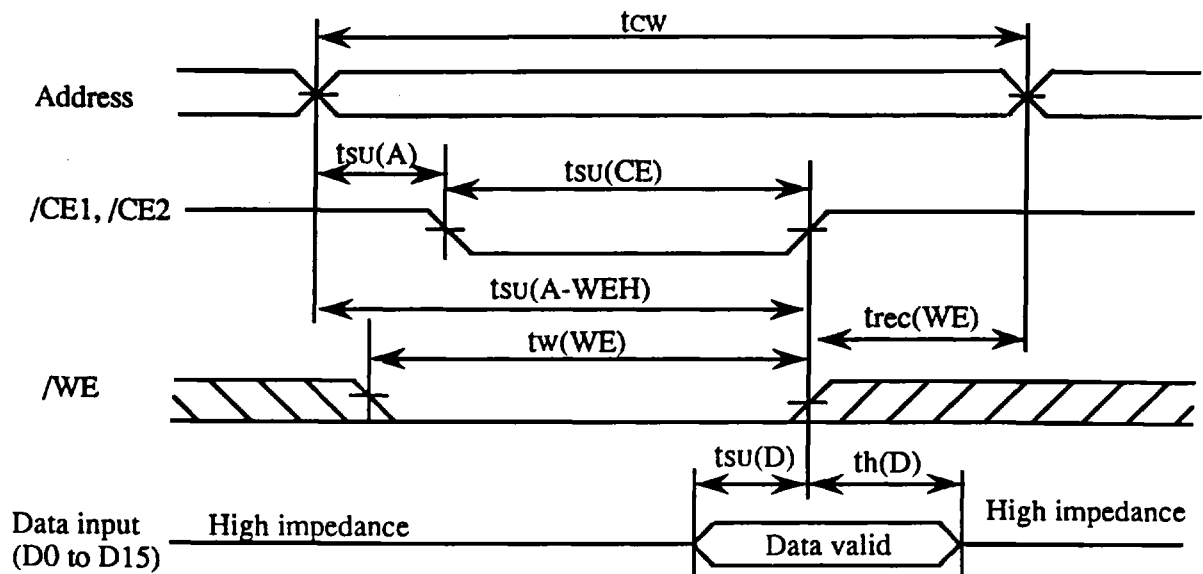 tcw
Address
tsu(A)
tsu(CE)
/CE1, /CE2
tsu(A-WEH)
trec(WE)
tw(WE)
/WE
tsu(D)
th(D)
Data input
(D0 to D15)
High impedance
Data valid
High impedance